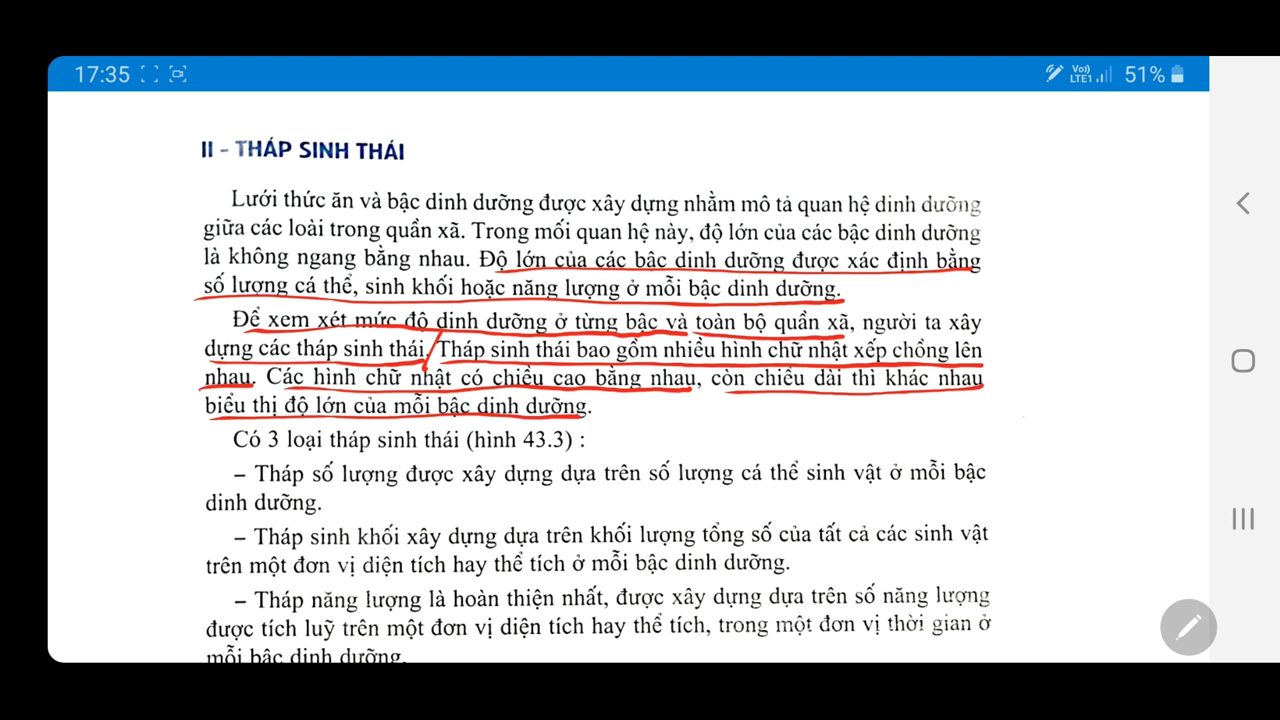 17:35
Vo)) LTE1 51%
II - THÁP SINH THÁI
Lưới thức ăn và bậc dinh dưỡng được xây dựng nhằm mô tả quan hệ dinh dưỡng
giữa các loài trong quần xã. Trong mối quan hệ này, độ lớn của các bậc dinh dưỡng
là không ngang bằng nhau. Độ lớn của các bậc dinh dưỡng được xác định bằng
số lượng cá thể, sinh khối hoặc năng lượng ở mỗi bậc dinh dưỡng.
Để xem xét mức độ dinh dưỡng ở từng bậc và toàn bộ quần xã, người ta xây
dựng các tháp sinh thái. Tháp sinh thái bao gồm nhiều hình chữ nhật xếp chồng lên
nhau. Các hình chữ nhật có chiều cao bằng nhau, còn chiều dài thì khác nhau
biểu thị độ lớn của mỗi bậc dinh dưỡng.
Có 3 loại tháp sinh thái (hình 43.3) :
– Tháp số lượng được xây dựng dựa trên số lượng cá thể sinh vật ở mỗi bậc
dinh dưỡng.
– Tháp sinh khối xây dựng dựa trên khối lượng tổng số của tất cả các sinh vật
trên một đơn vị diện tích hay thể tích ở mỗi bậc dinh dưỡng.
– Tháp năng lượng là hoàn thiện nhất, được xây dựng dựa trên số năng lượng
được tích luỹ trên một đơn vị diện tích hay thể tích, trong một đơn vị thời gian ở
mỗi bậc dinh dưỡng.